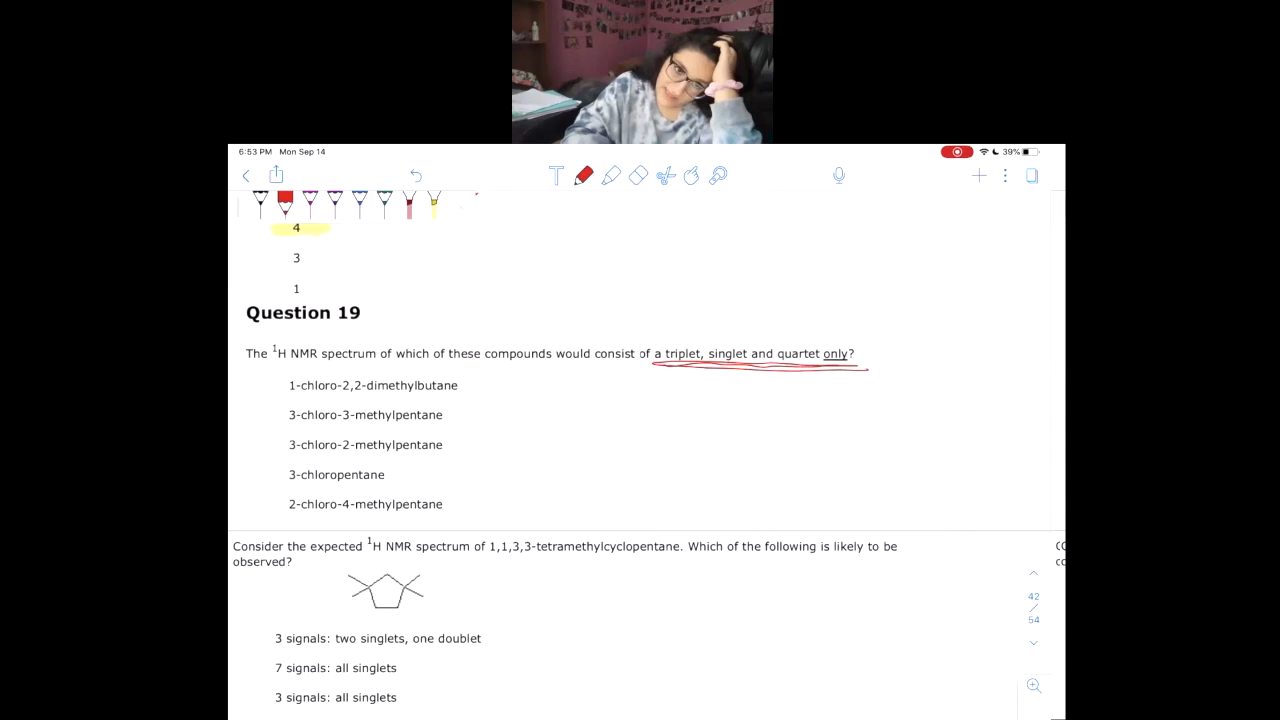 6:53 PM Mon Sep 14
39%
T
4
3
1
Question 19
The ¹H NMR spectrum of which of these compounds would consist of a triplet, singlet and quartet only?
1-chloro-2,2-dimethylbutane
3-chloro-3-methylpentane
3-chloro-2-methylpentane
3-chloropentane
2-chloro-4-methylpentane
Consider the expected ¹H NMR spectrum of 1,1,3,3-tetramethylcyclopentane. Which of the following is likely to be
observed?
42
/
54
3 signals: two singlets, one doublet
7 signals: all singlets
3 signals: all singlets